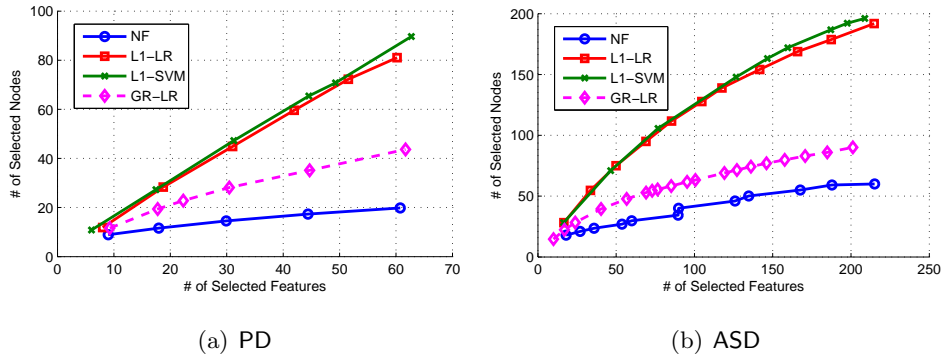 100
80
60
40
20
0
# of Selected Nodes
NF
L1−LR
L1−SVM
GR−LR
0 10 20 30 40 50 60 70
# of Selected Features
(a) PD
200
150
100
50
0
# of Selected Nodes
NF
L1−LR
L1−SVM
GR−LR
0 50 100 150 200 250
# of Selected Features
(b) ASD